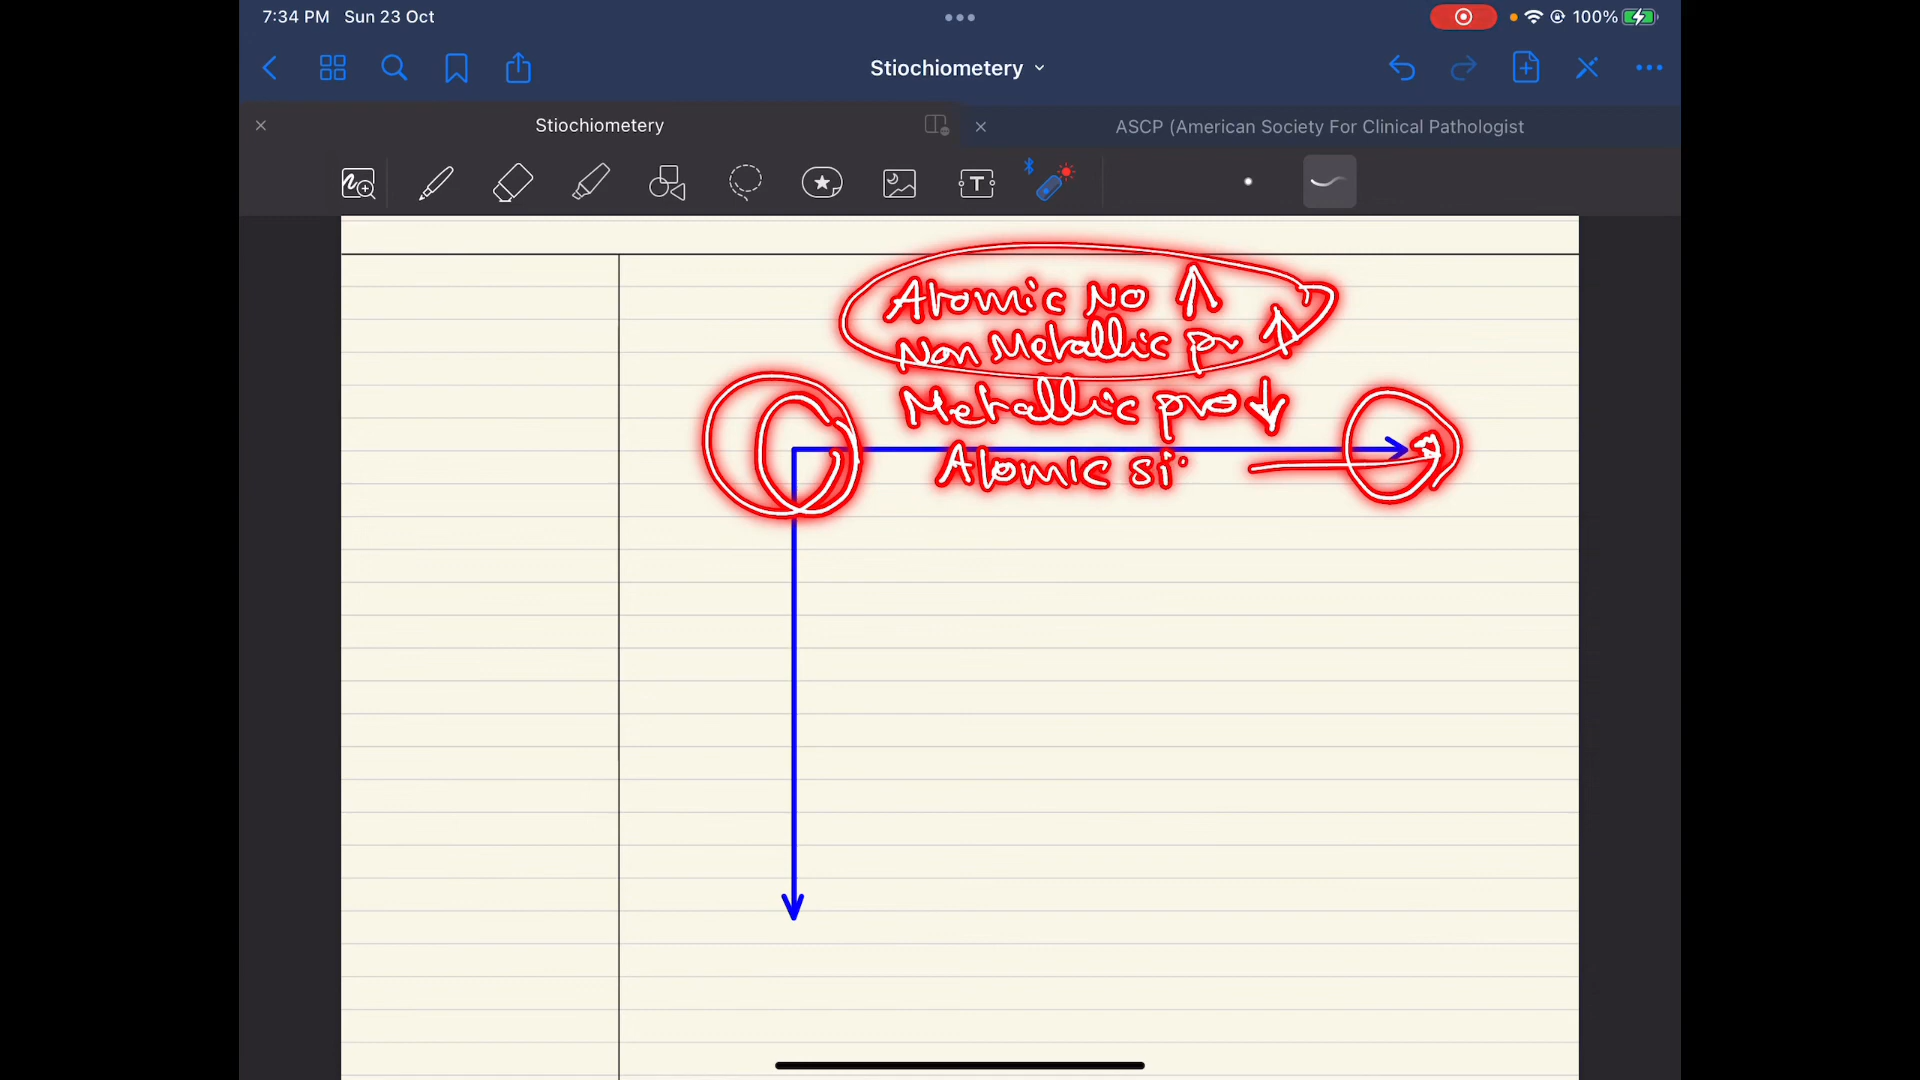 7:34 PM Sun 23 Oct
100%
Stiochiometery
Stiochiometery
ASCP (American Society For Clinical Pathologist
Atomic No ↑
Non Metallic pr ↑
Metallic pro ↓
Atomic si